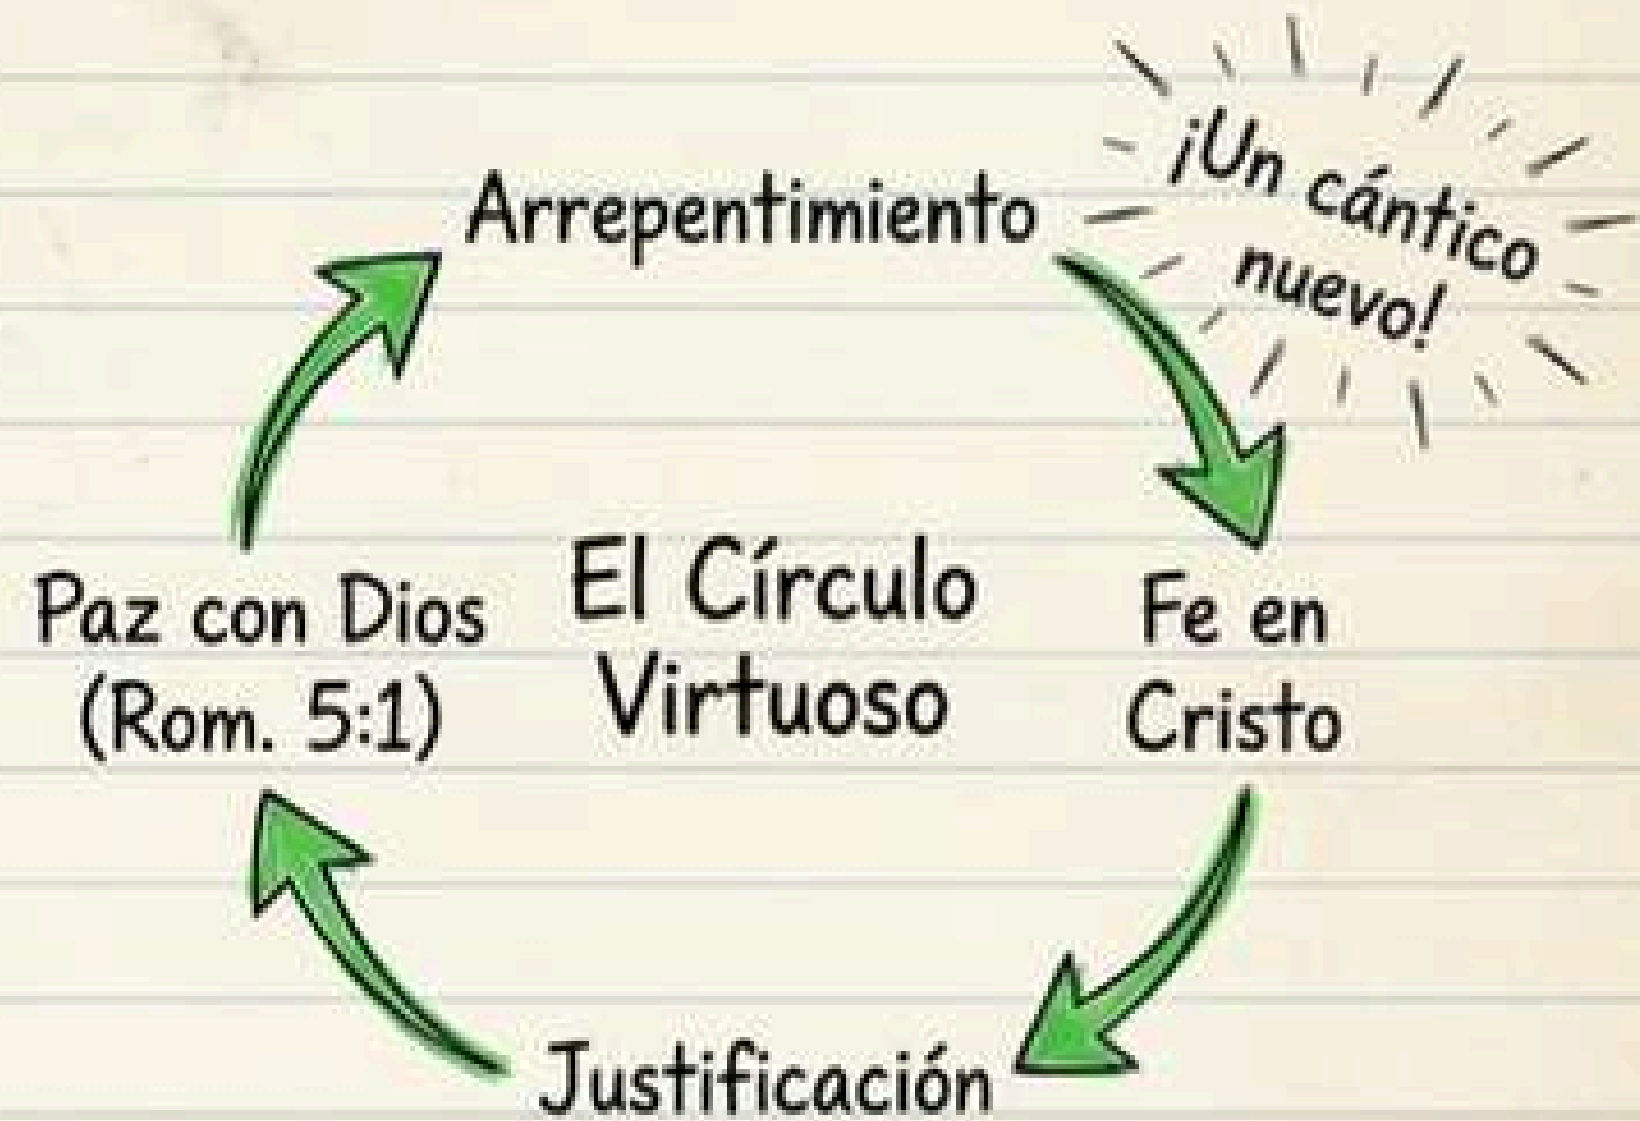 ¡Un cántico
nuevo!
Arrepentimiento
Fe en
Cristo
Justificación
Paz con Dios
(Rom. 5:1)
El Círculo
Virtuoso